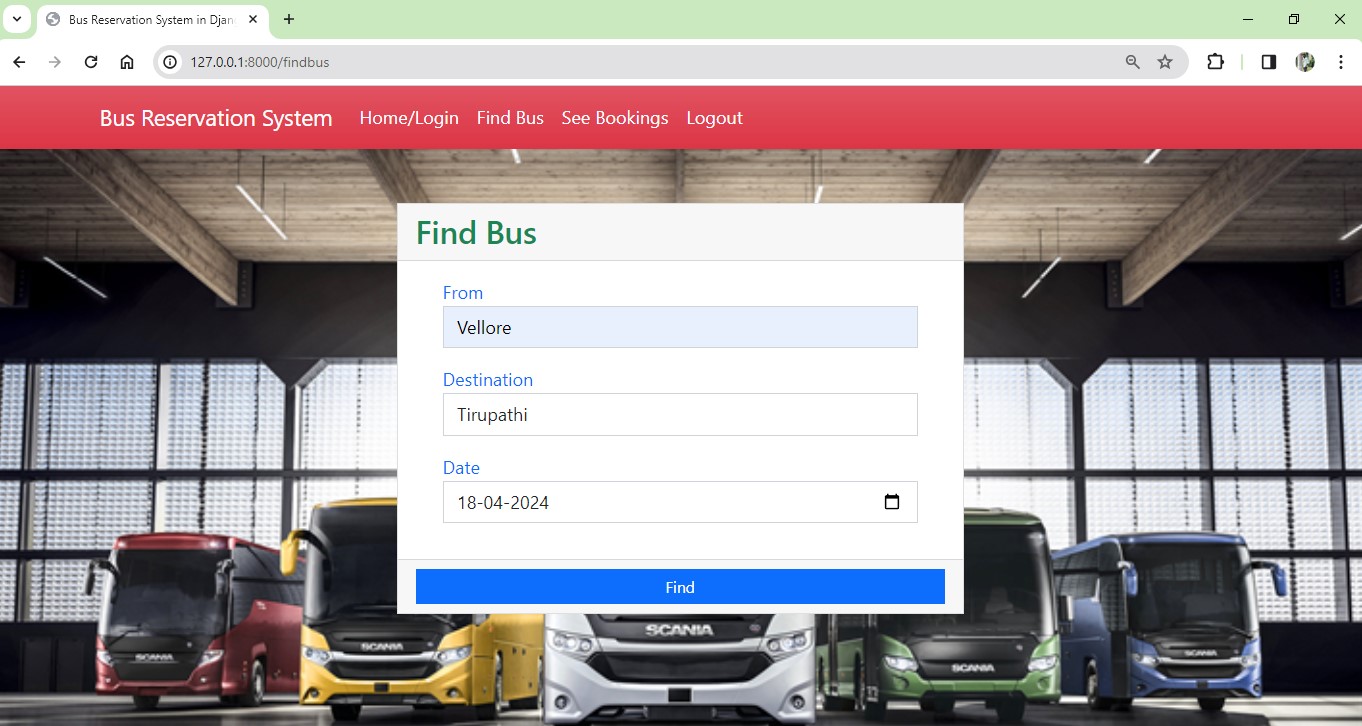 Bus Reservation System in Djan
127.0.0.1:8000/findbus
Bus Reservation System Home/Login Find Bus See Bookings Logout
Find Bus
From
Vellore
Destination
Tirupathi
Date
18-04-2024
Find
SCANIA
SCANIA
SCANIA
SCANIA
SCANIA